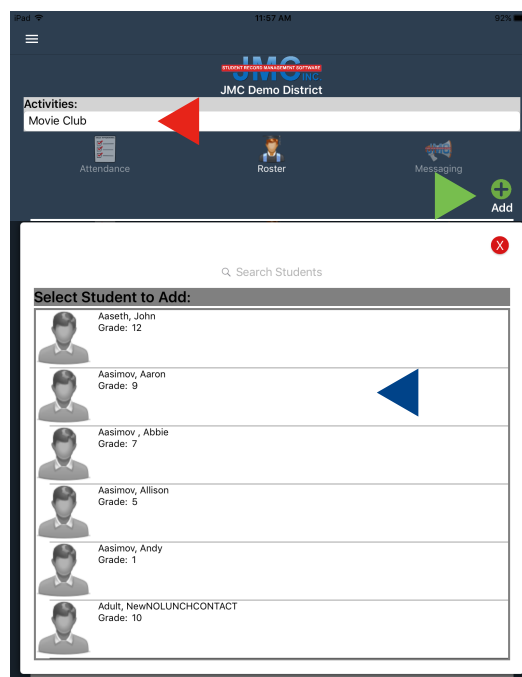 iPad 11:57 AM 92%
STUDENT RECORD MANAGEMENT SOFTWARE
JMC INC.
JMC Demo District
Activities:
Movie Club
Attendance Roster Messaging
Add
X
Search Students
Select Student to Add:
Aaseth, John
Grade: 12
Aasimov, Aaron
Grade: 9
Aasimov , Abbie
Grade: 7
Aasimov, Allison
Grade: 5
Aasimov, Andy
Grade: 1
Adult, NewNOLUNCHCONTACT
Grade: 10